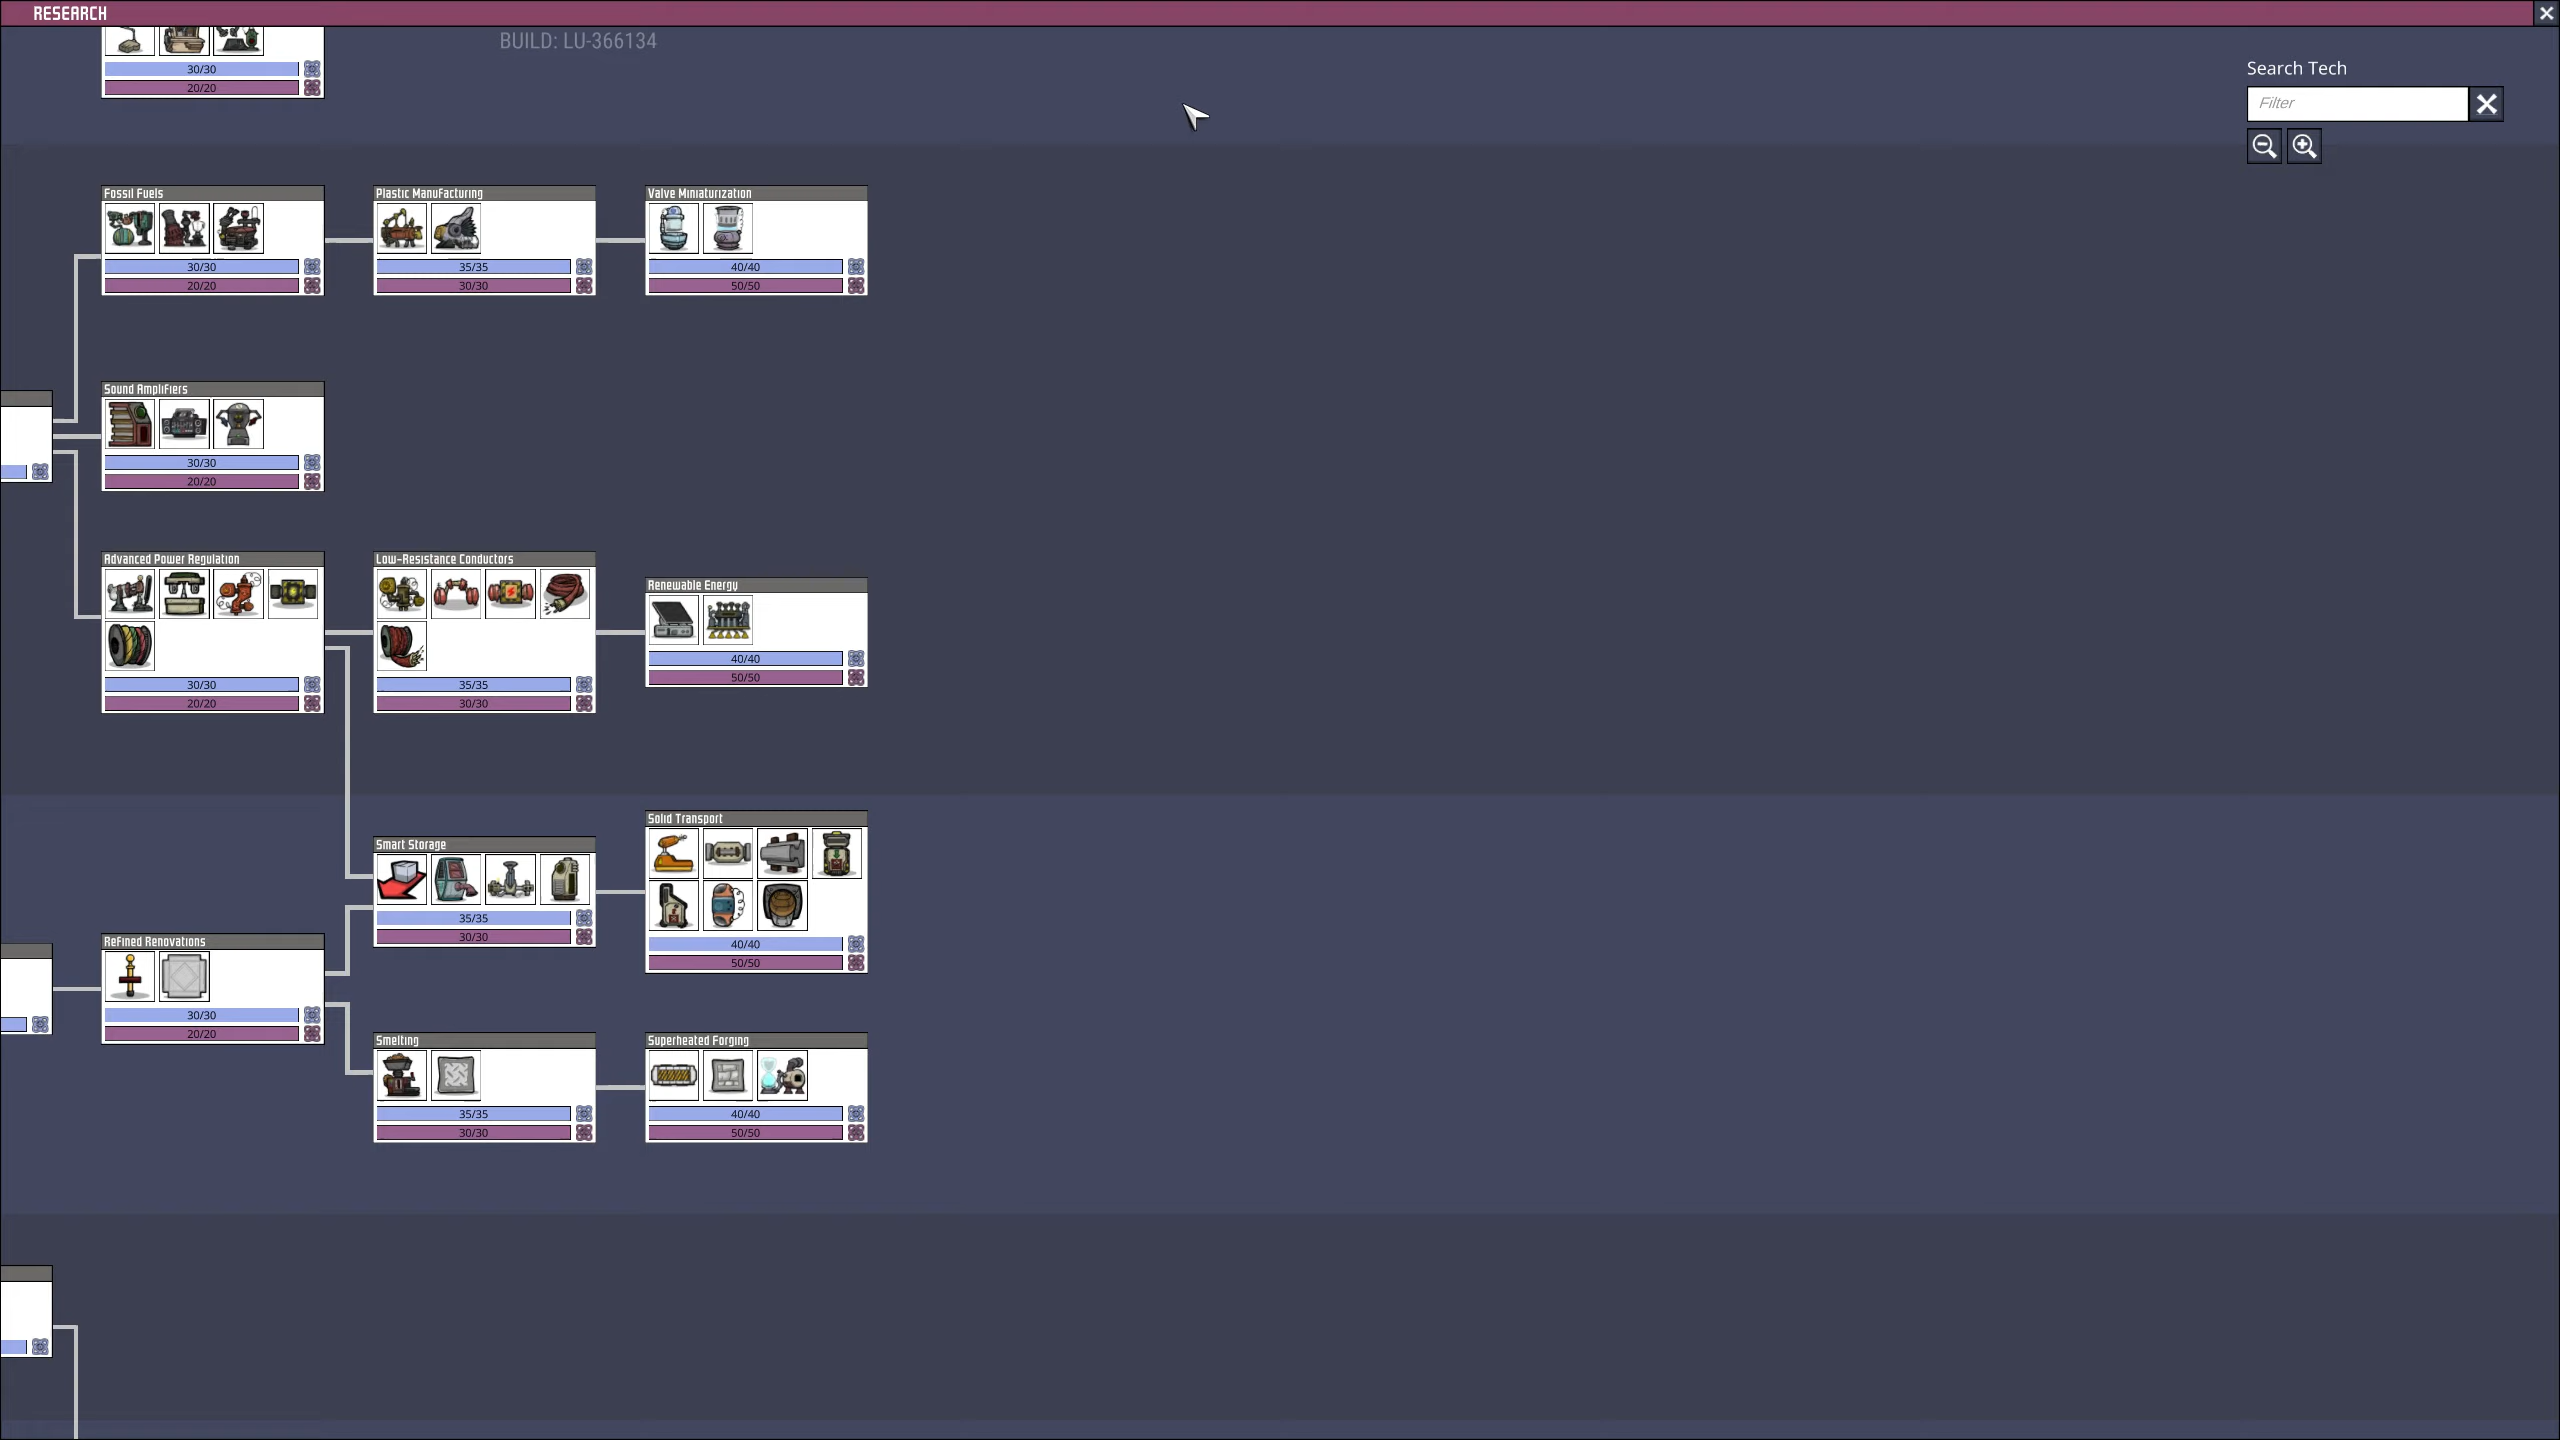 RESEARCH
BUILD: LU-366134
Search Tech
Filter
30/30
20/20
Fossil Fuels
30/30
20/20
Plastic Manufacturing
35/35
30/30
Valve Miniaturization
40/40
50/50
Sound Amplifiers
30/30
20/20
Advanced Power Regulation
30/30
20/20
Low-Resistance Conductors
35/35
30/30
Renewable Energy
40/40
50/50
Smart Storage
35/35
30/30
Solid Transport
40/40
50/50
Refined Renovations
30/30
20/20
Smelting
35/35
30/30
Superheated Forging
40/40
50/50